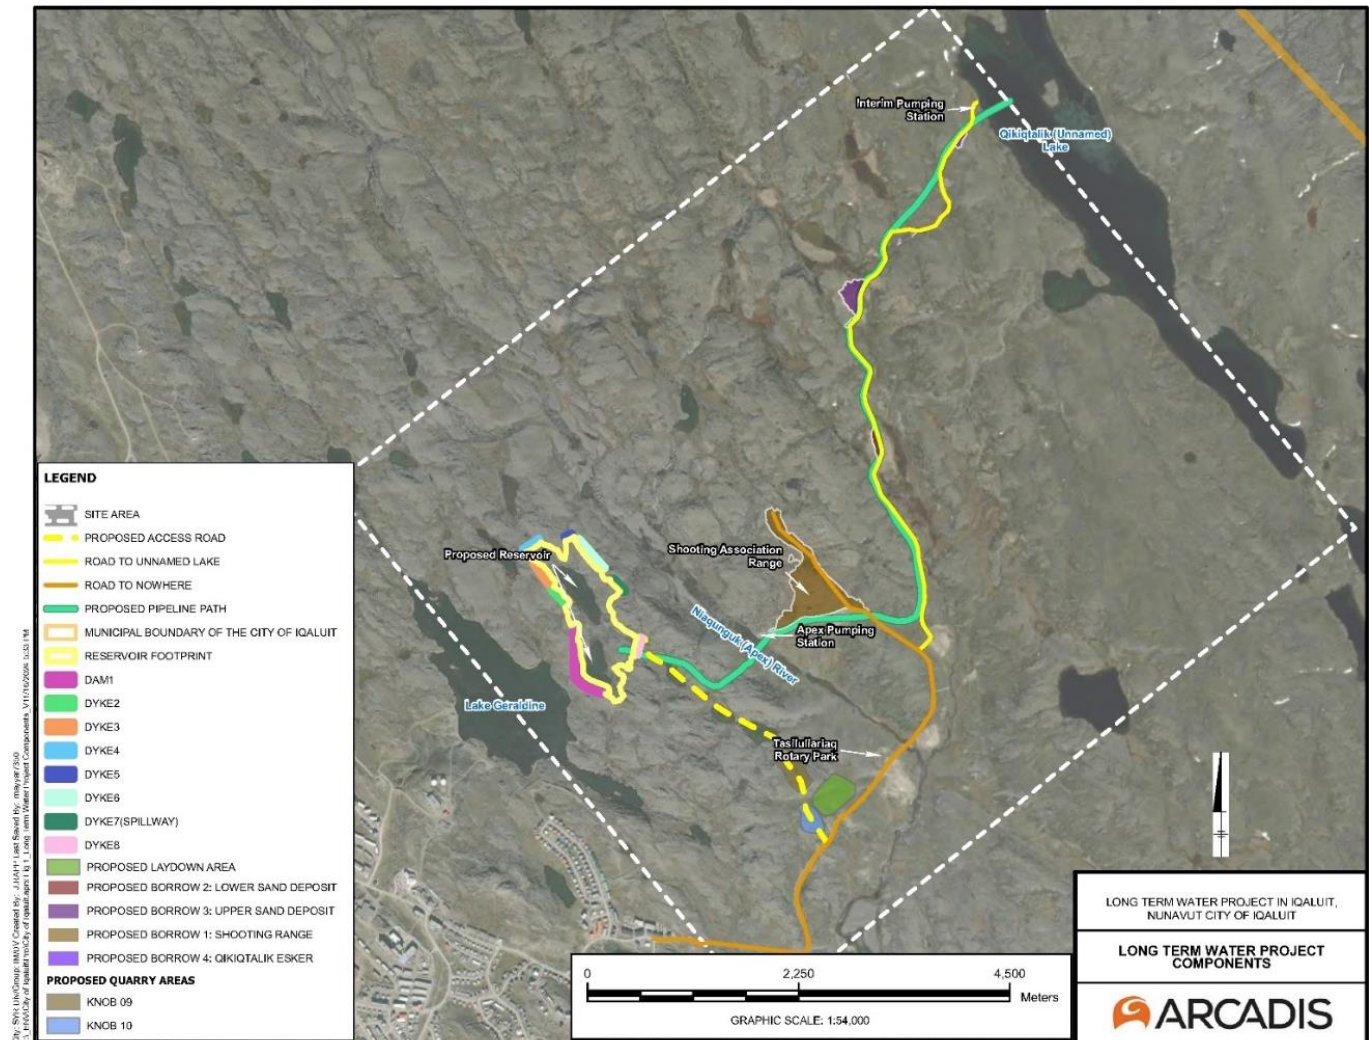 Interim Pumping
Station
Qikiqtalik (Unnamed)
Lake
Proposed Reservoir
Shooting Association
Range
Niaqunguk (Apex) River
Apex Pumping
Station
Lake Geraldine
Rotary Park
LEGEND
SITE AREA
PROPOSED ACCESS ROAD
ROAD TO UNNAMED LAKE
ROAD TO NOWHERE
PROPOSED PIPELINE PATH
MUNICIPAL BOUNDARY OF THE CITY OF IQALUIT
RESERVOIR FOOTPRINT
DAM1
DYKE2
DYKE3
DYKE4
DYKE5
DYKE6
DYKE7(SPILLWAY)
DYKE8
PROPOSED LAYDOWN AREA
PROPOSED BORROW 2: LOWER SAND DEPOSIT
PROPOSED BORROW 3: UPPER SAND DEPOSIT
PROPOSED BORROW 1: SHOOTING RANGE
PROPOSED BORROW 4: QIKIQTALIK ESKER
PROPOSED QUARRY AREAS
KNOB 09
KNOB 10
0 2,250 4,500
Meters
GRAPHIC SCALE: 1:54,000
LONG TERM WATER PROJECT IN IQALUIT,
NUNAVUT CITY OF IQALUIT
LONG TERM WATER PROJECT
COMPONENTS
ARCADIS